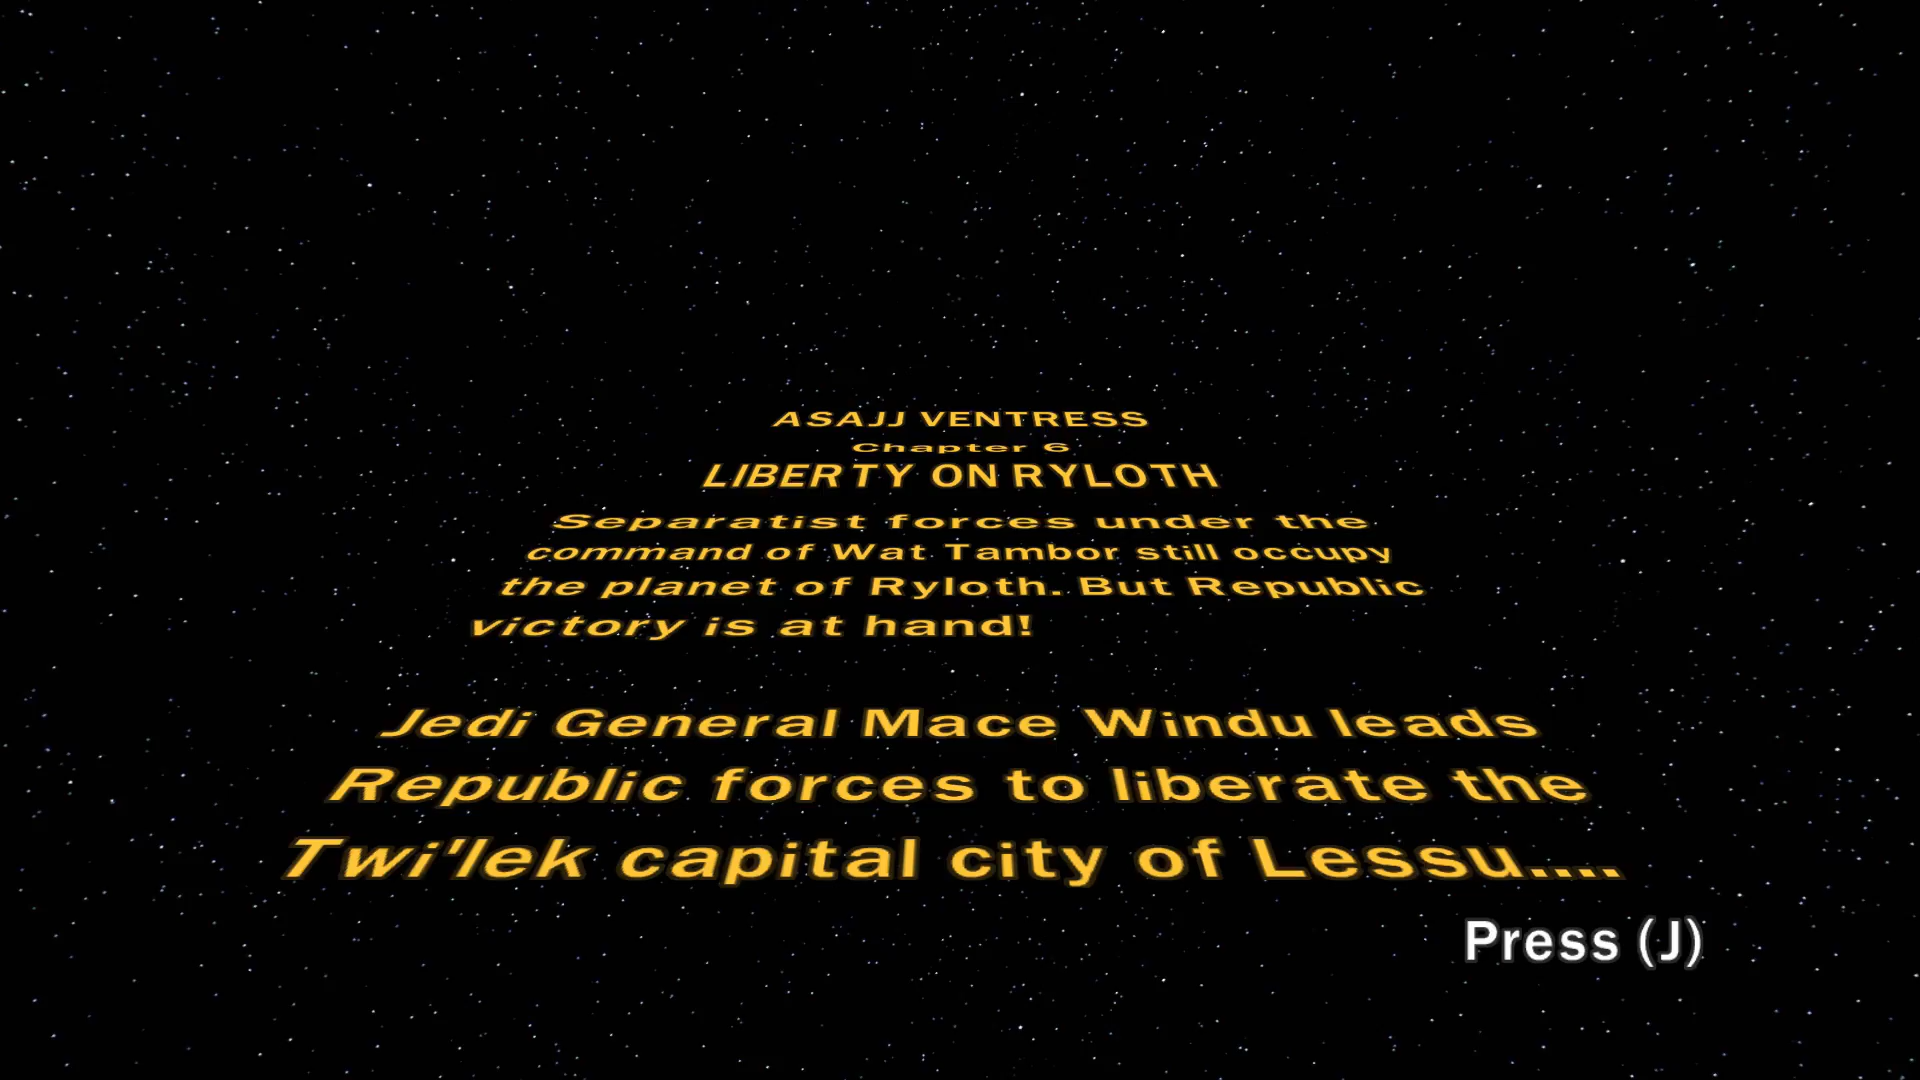 ASAJJ VENTRESS
Chapter 6
LIBERTY ON RYLOTH
Separatist forces under the
command of Wat Tambor still occupy
the planet of Ryloth. But Republic
victory is at hand!
Jedi General Mace Windu leads
Republic forces to liberate the
Twi'lek capital city of Lessu....
Press (J)